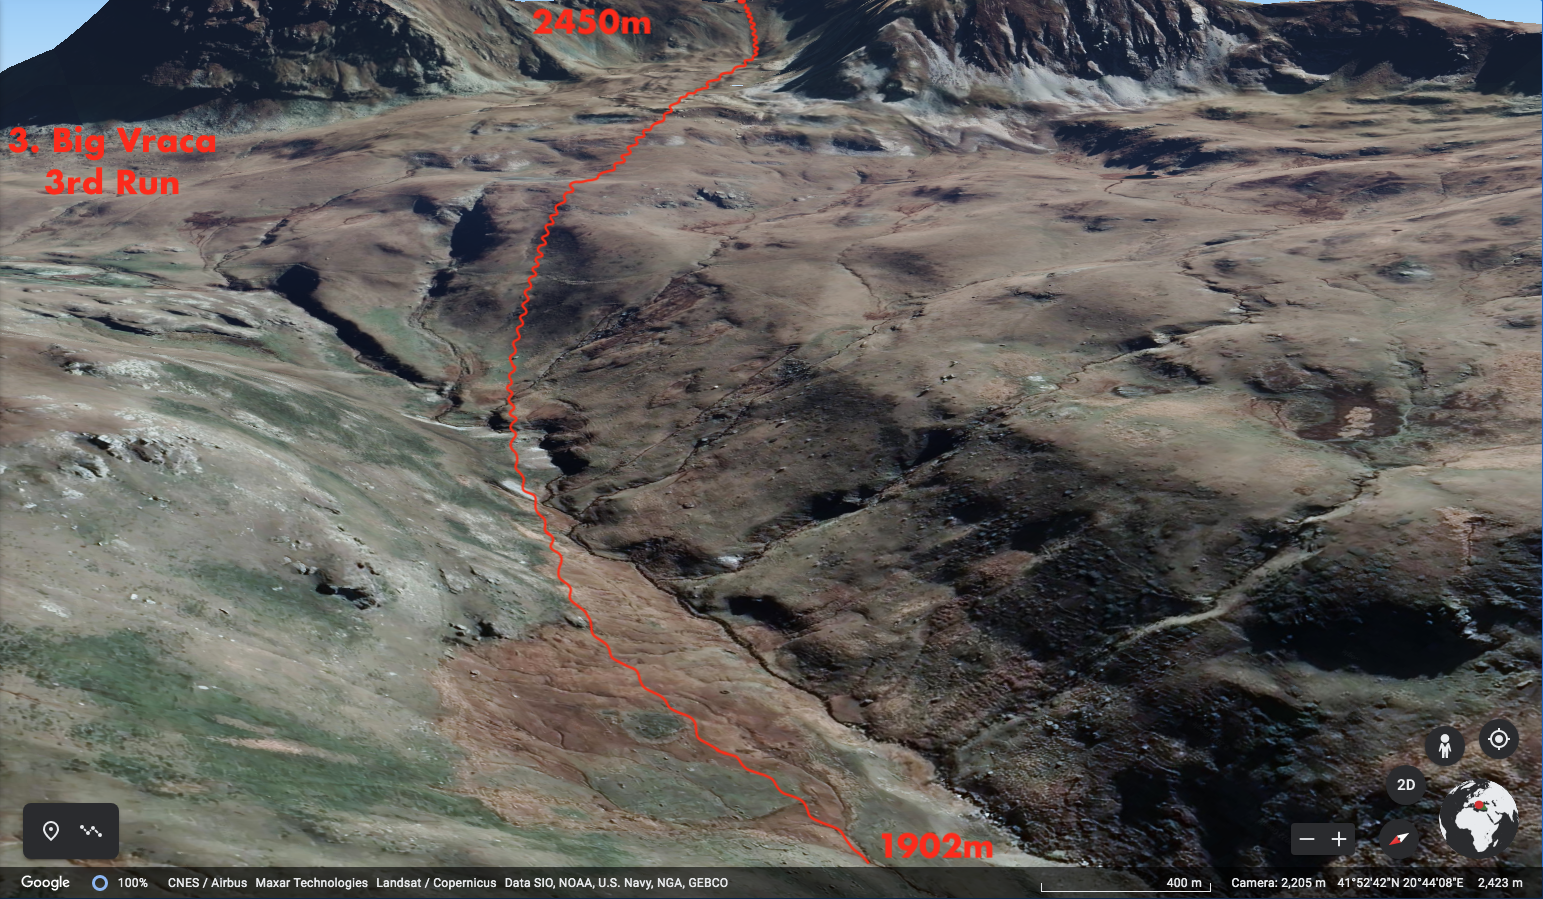 2450m
3. Big Vraca
3rd Run
1902m
2D
Google 100% CNES / Airbus Maxar Technologies Landsat / Copernicus Data SIO, NOAA, U.S. Navy, NGA, GEBCO 400 m Camera: 2,205 m 41°52'42"N 20°44'08"E 2,423 m